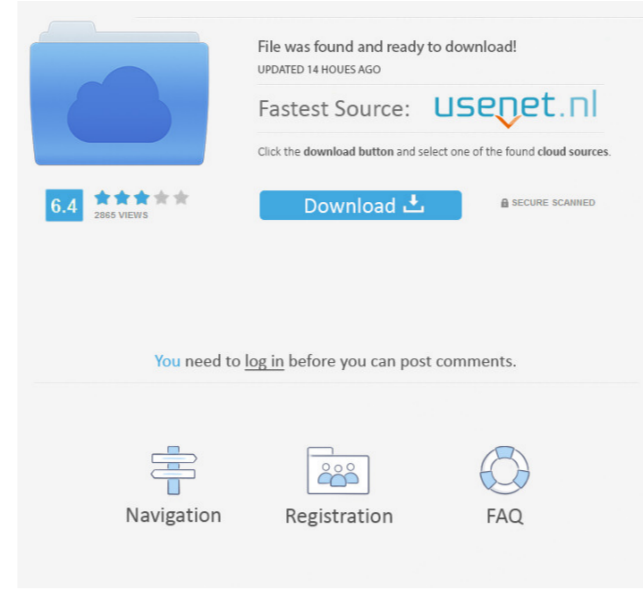 File was found and ready to download!
UPDATED 14 HOUES AGO
Fastest Source: usenet.nl
Click the download button and select one of the found cloud sources.
6.4
2865 VIEWS
Download
SECURE SCANNED
You need to log in before you can post comments.
Navigation
Registration
FAQ